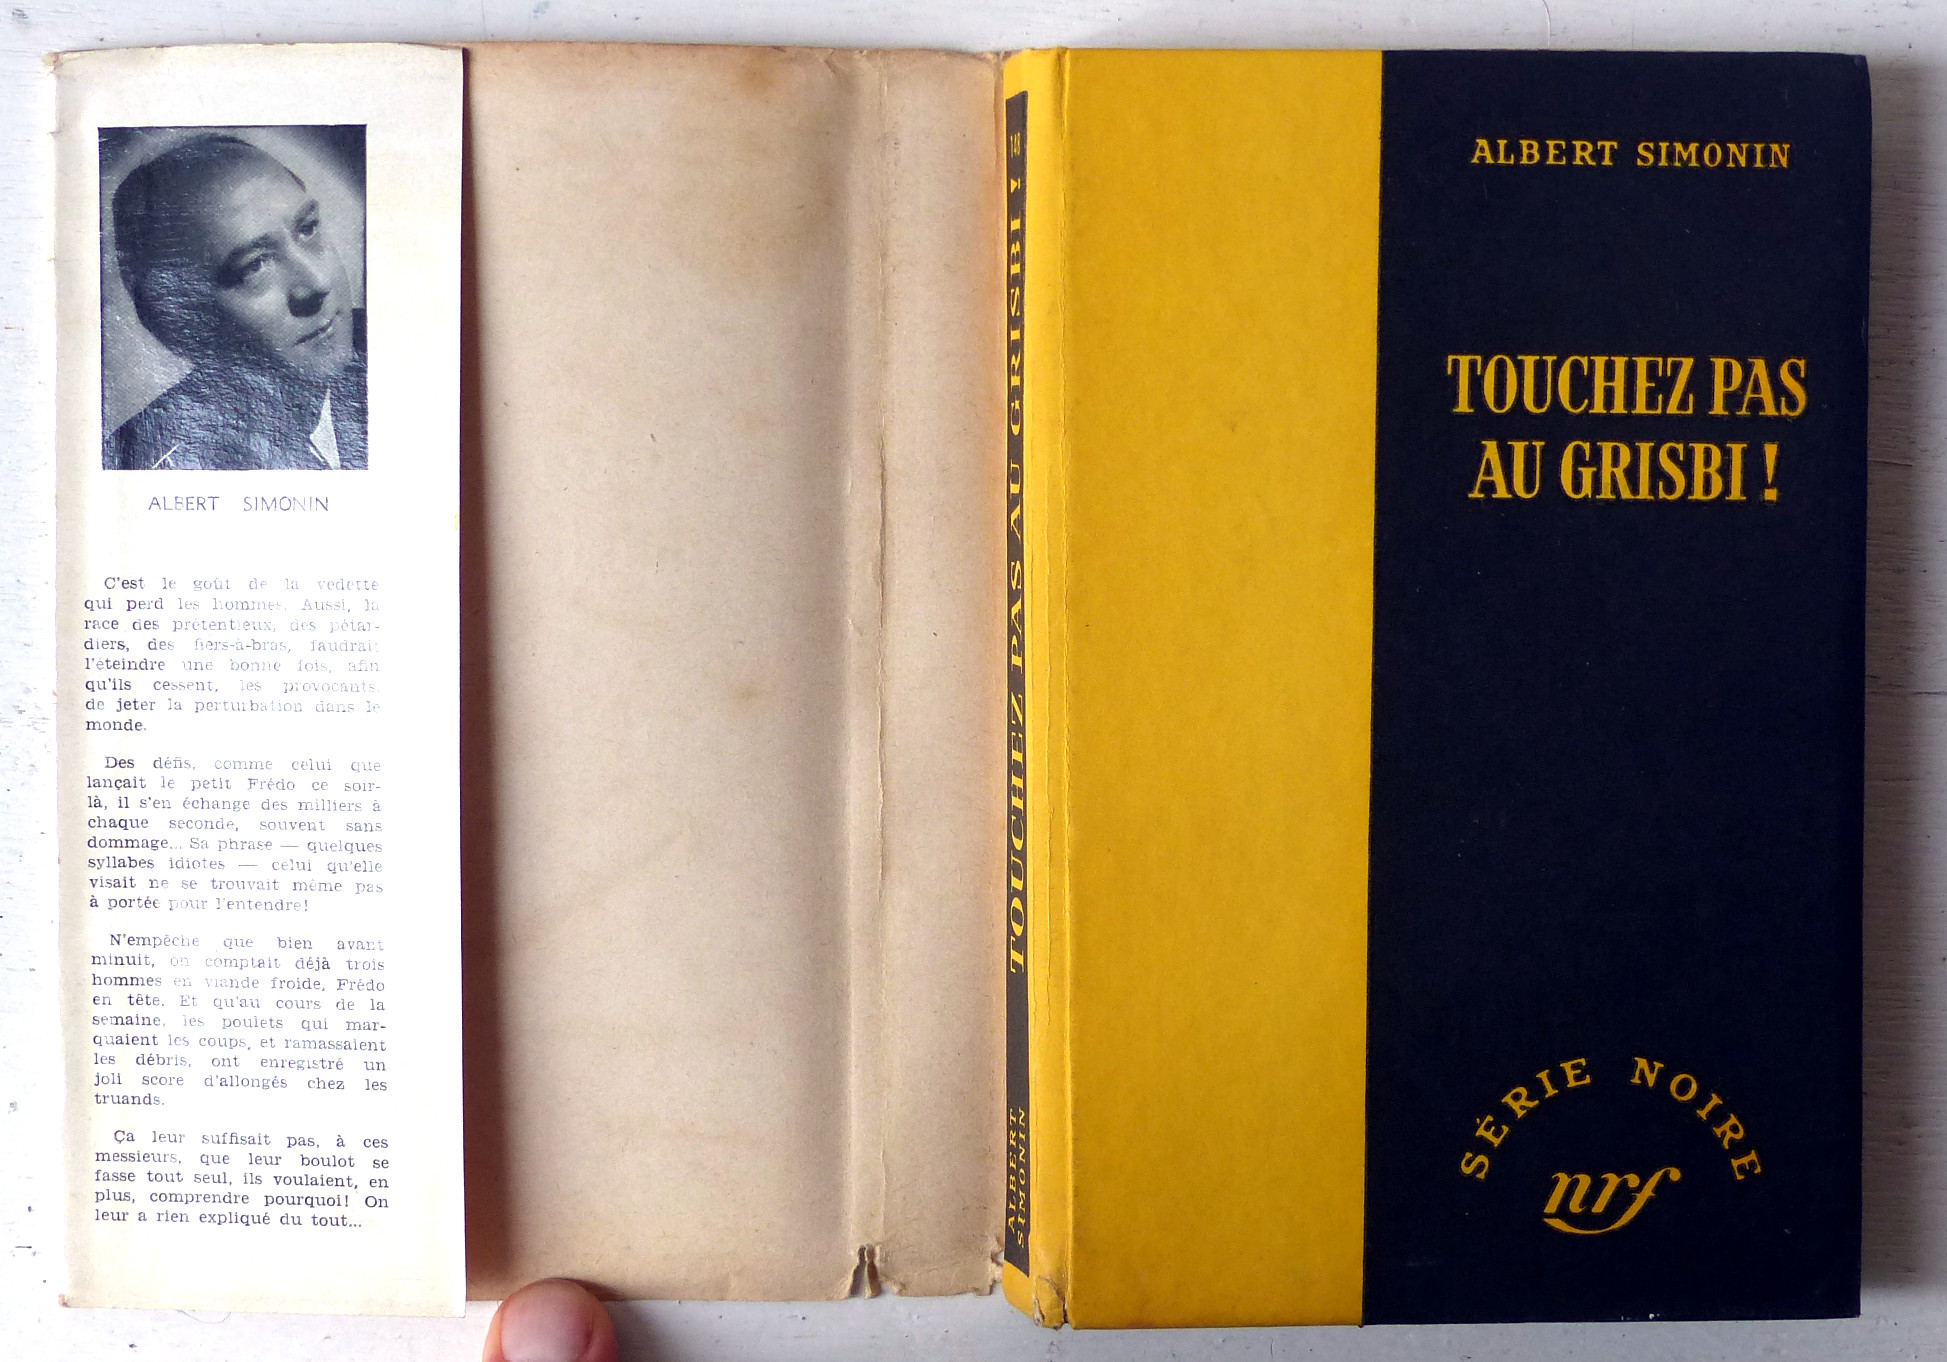 ALBERT SIMONIN
C'est le goût de la vedette
qui perd les hommes. Aussi, la
race des prétentieux, des pétar-
diers, des fiers-à-bras, faudrait
l'éteindre une bonne fois, afin
qu'ils cessent, les provocants,
de jeter la perturbation dans le
monde.
Des défis, comme celui que
lançait le petit Frédo ce soir-
là, il s'en échange des milliers à
chaque seconde, souvent sans
dommage... Sa phrase — quelques
syllabes idiotes — celui qu'elle
visait ne se trouvait même pas
à portée pour l'entendre!
N'empêche que bien avant
minuit, on comptait déjà trois
hommes en viande froide, Frédo
en tête. Et qu'au cours de la
semaine, les poulets qui mar-
quaient les coups, et ramassaient
les débris, ont enregistré un
joli score d'allongés chez les
truands.
Ça leur suffisait pas, à ces
messieurs, que leur boulot se
fasse tout seul, ils voulaient, en
plus, comprendre pourquoi! On
leur a rien expliqué du tout...
148
TOUCHEZ PAS AU GRISBI !
ALBERT
SIMONIN
ALBERT SIMONIN
TOUCHEZ PAS
AU GRISBI !
SÉRIE NOIRE
nrf